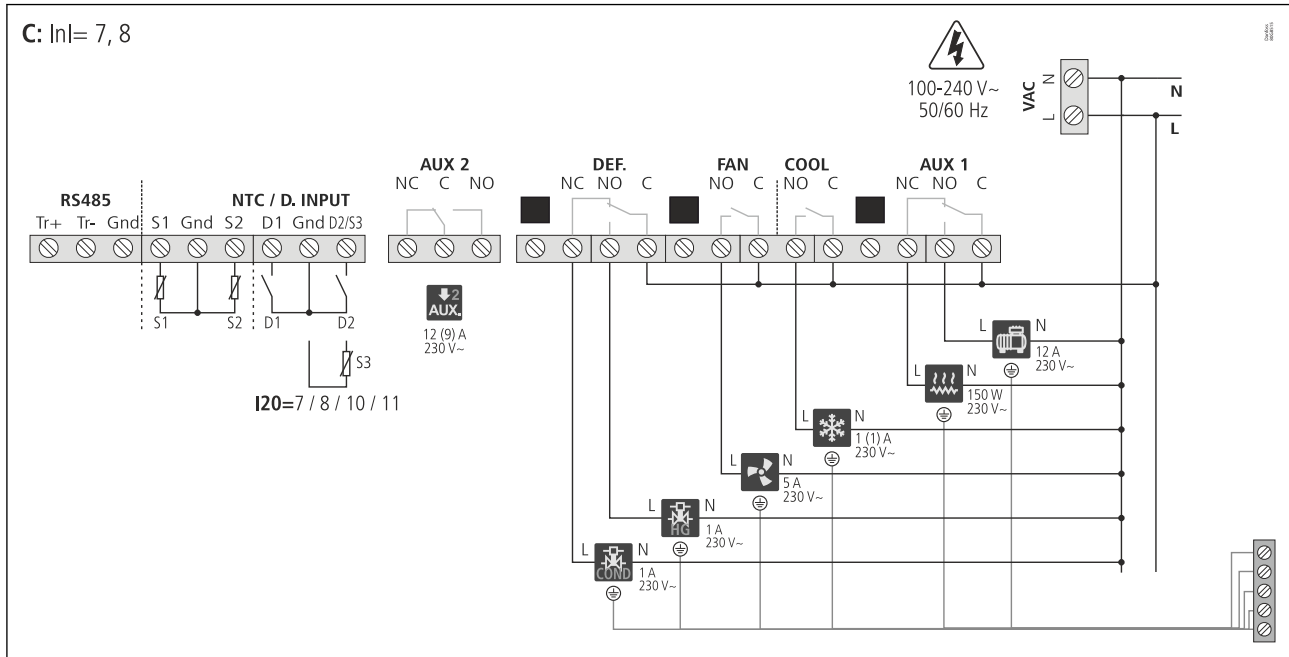 C: InI= 7, 8
100-240 V~
50/60 Hz
VAC
N
L
N
L
RS485
NTC / D. INPUT
AUX 2
DEF.
FAN
COOL
AUX 1
Tr+ Tr- Gnd S1 Gnd S2 D1 Gnd D2/S3
NC C NO
NC NO C
NO C
NO C
NC NO C
S1 S2 D1 D2
S3
I20=7 / 8 / 10 / 11
2
AUX.
12 (9) A
230 V~
L N
12 A
230 V~
L N
150 W
230 V~
L N
1 (1) A
230 V~
L N
5 A
230 V~
L N
HG
1 A
230 V~
L N
COND
1 A
230 V~